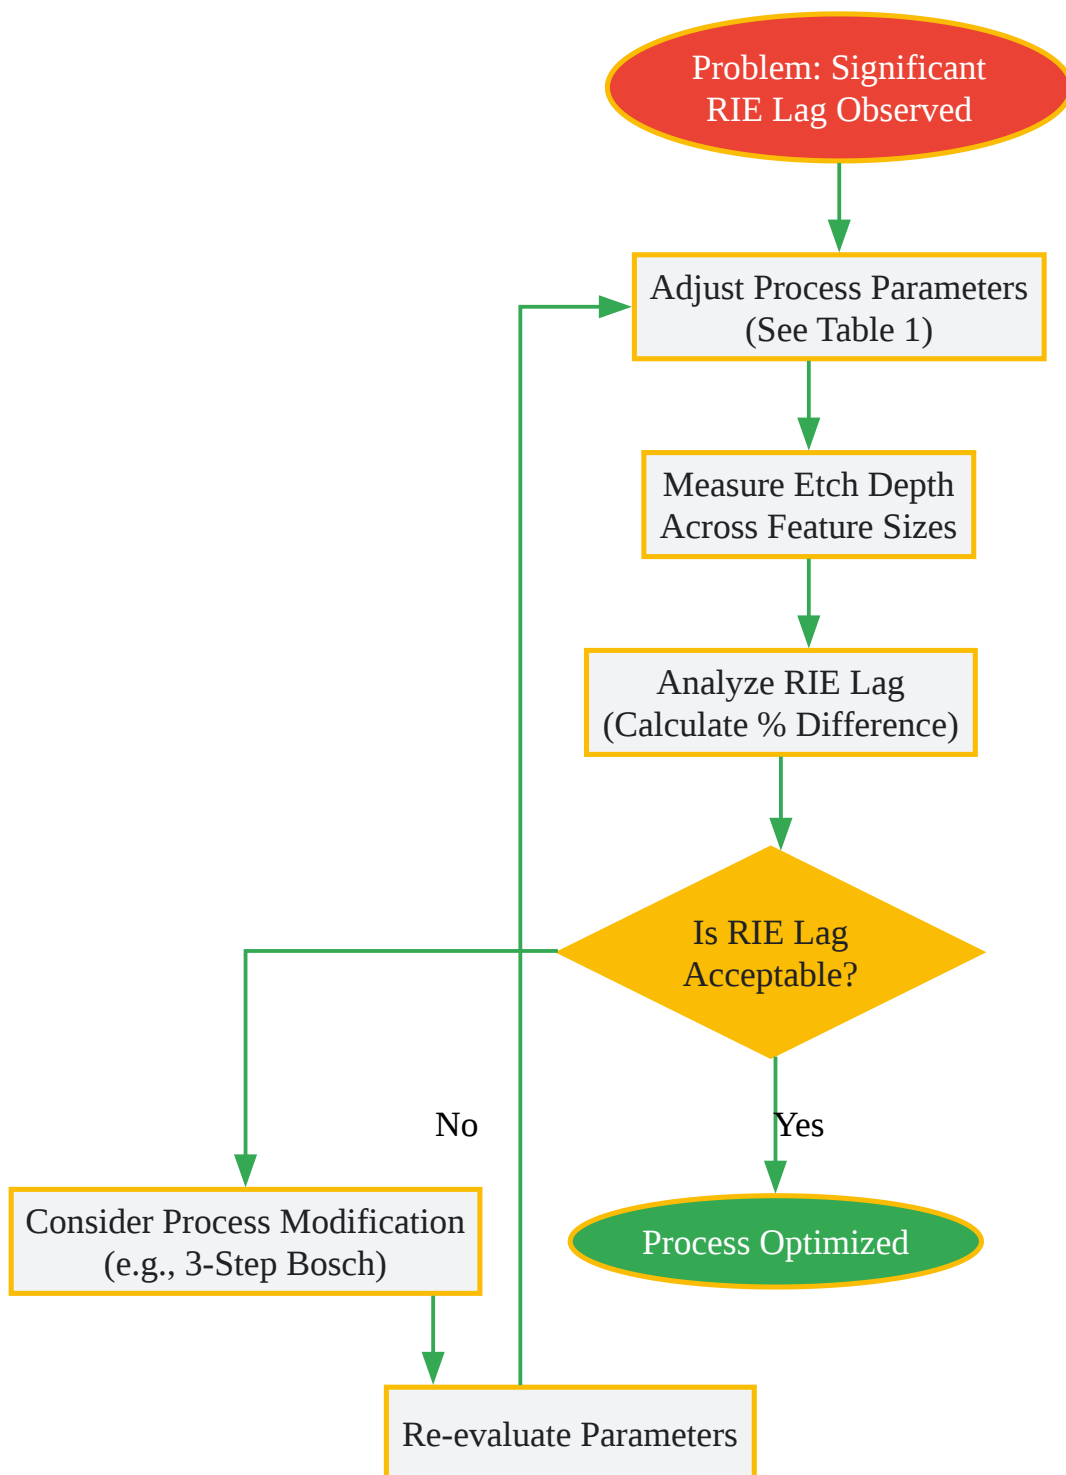 Problem: Significant
RIE Lag Observed
Adjust Process Parameters
(See Table 1)
Measure Etch Depth
Across Feature Sizes
Analyze RIE Lag
(Calculate % Difference)
Is RIE Lag
Acceptable?
No
Yes
Consider Process Modification
(e.g., 3-Step Bosch)
Process Optimized
Re-evaluate Parameters